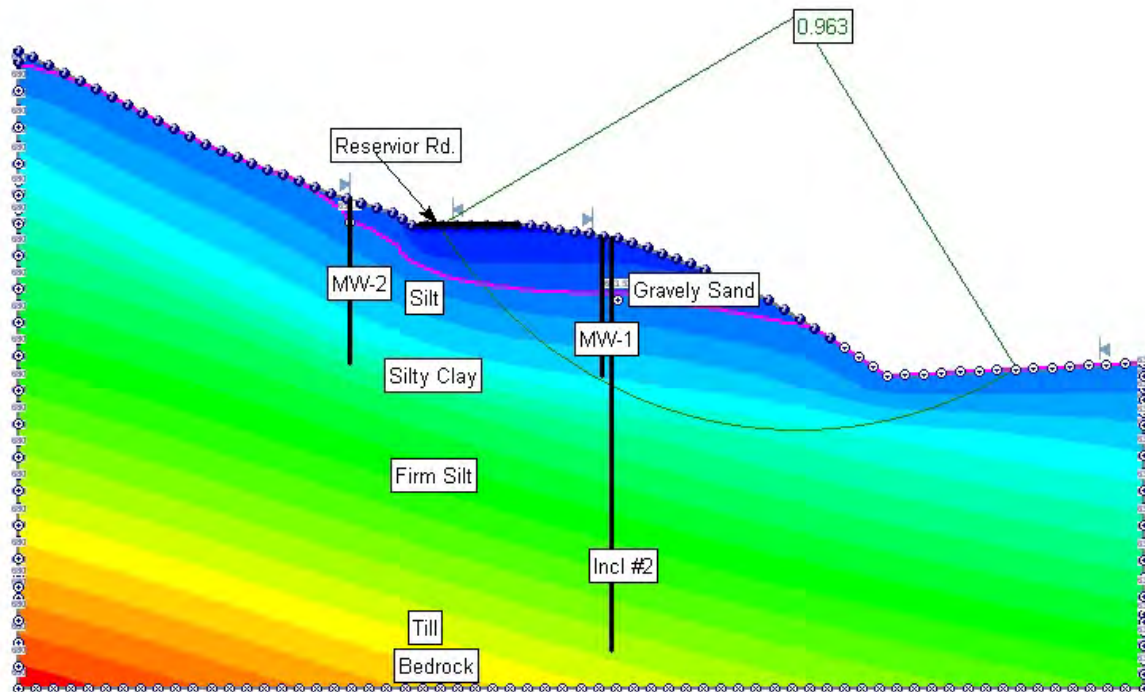 0.963
Reservior Rd.
MW-2
Silt
Gravely Sand
MW-1
Silty Clay
Firm Silt
Incl #2
Till
Bedrock